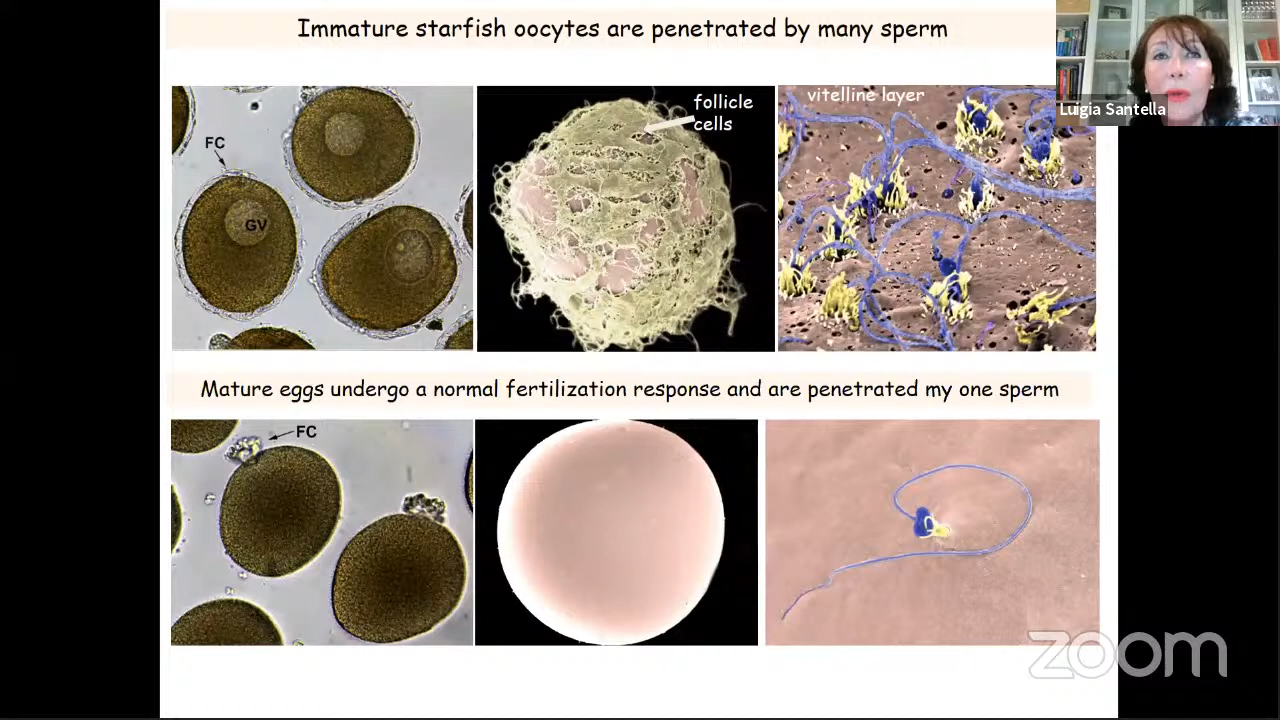 Immature starfish oocytes are penetrated by many sperm
Luigia Santella
FC
GV
follicle
cells
vitelline layer
Mature eggs undergo a normal fertilization response and are penetrated my one sperm
FC
zoom